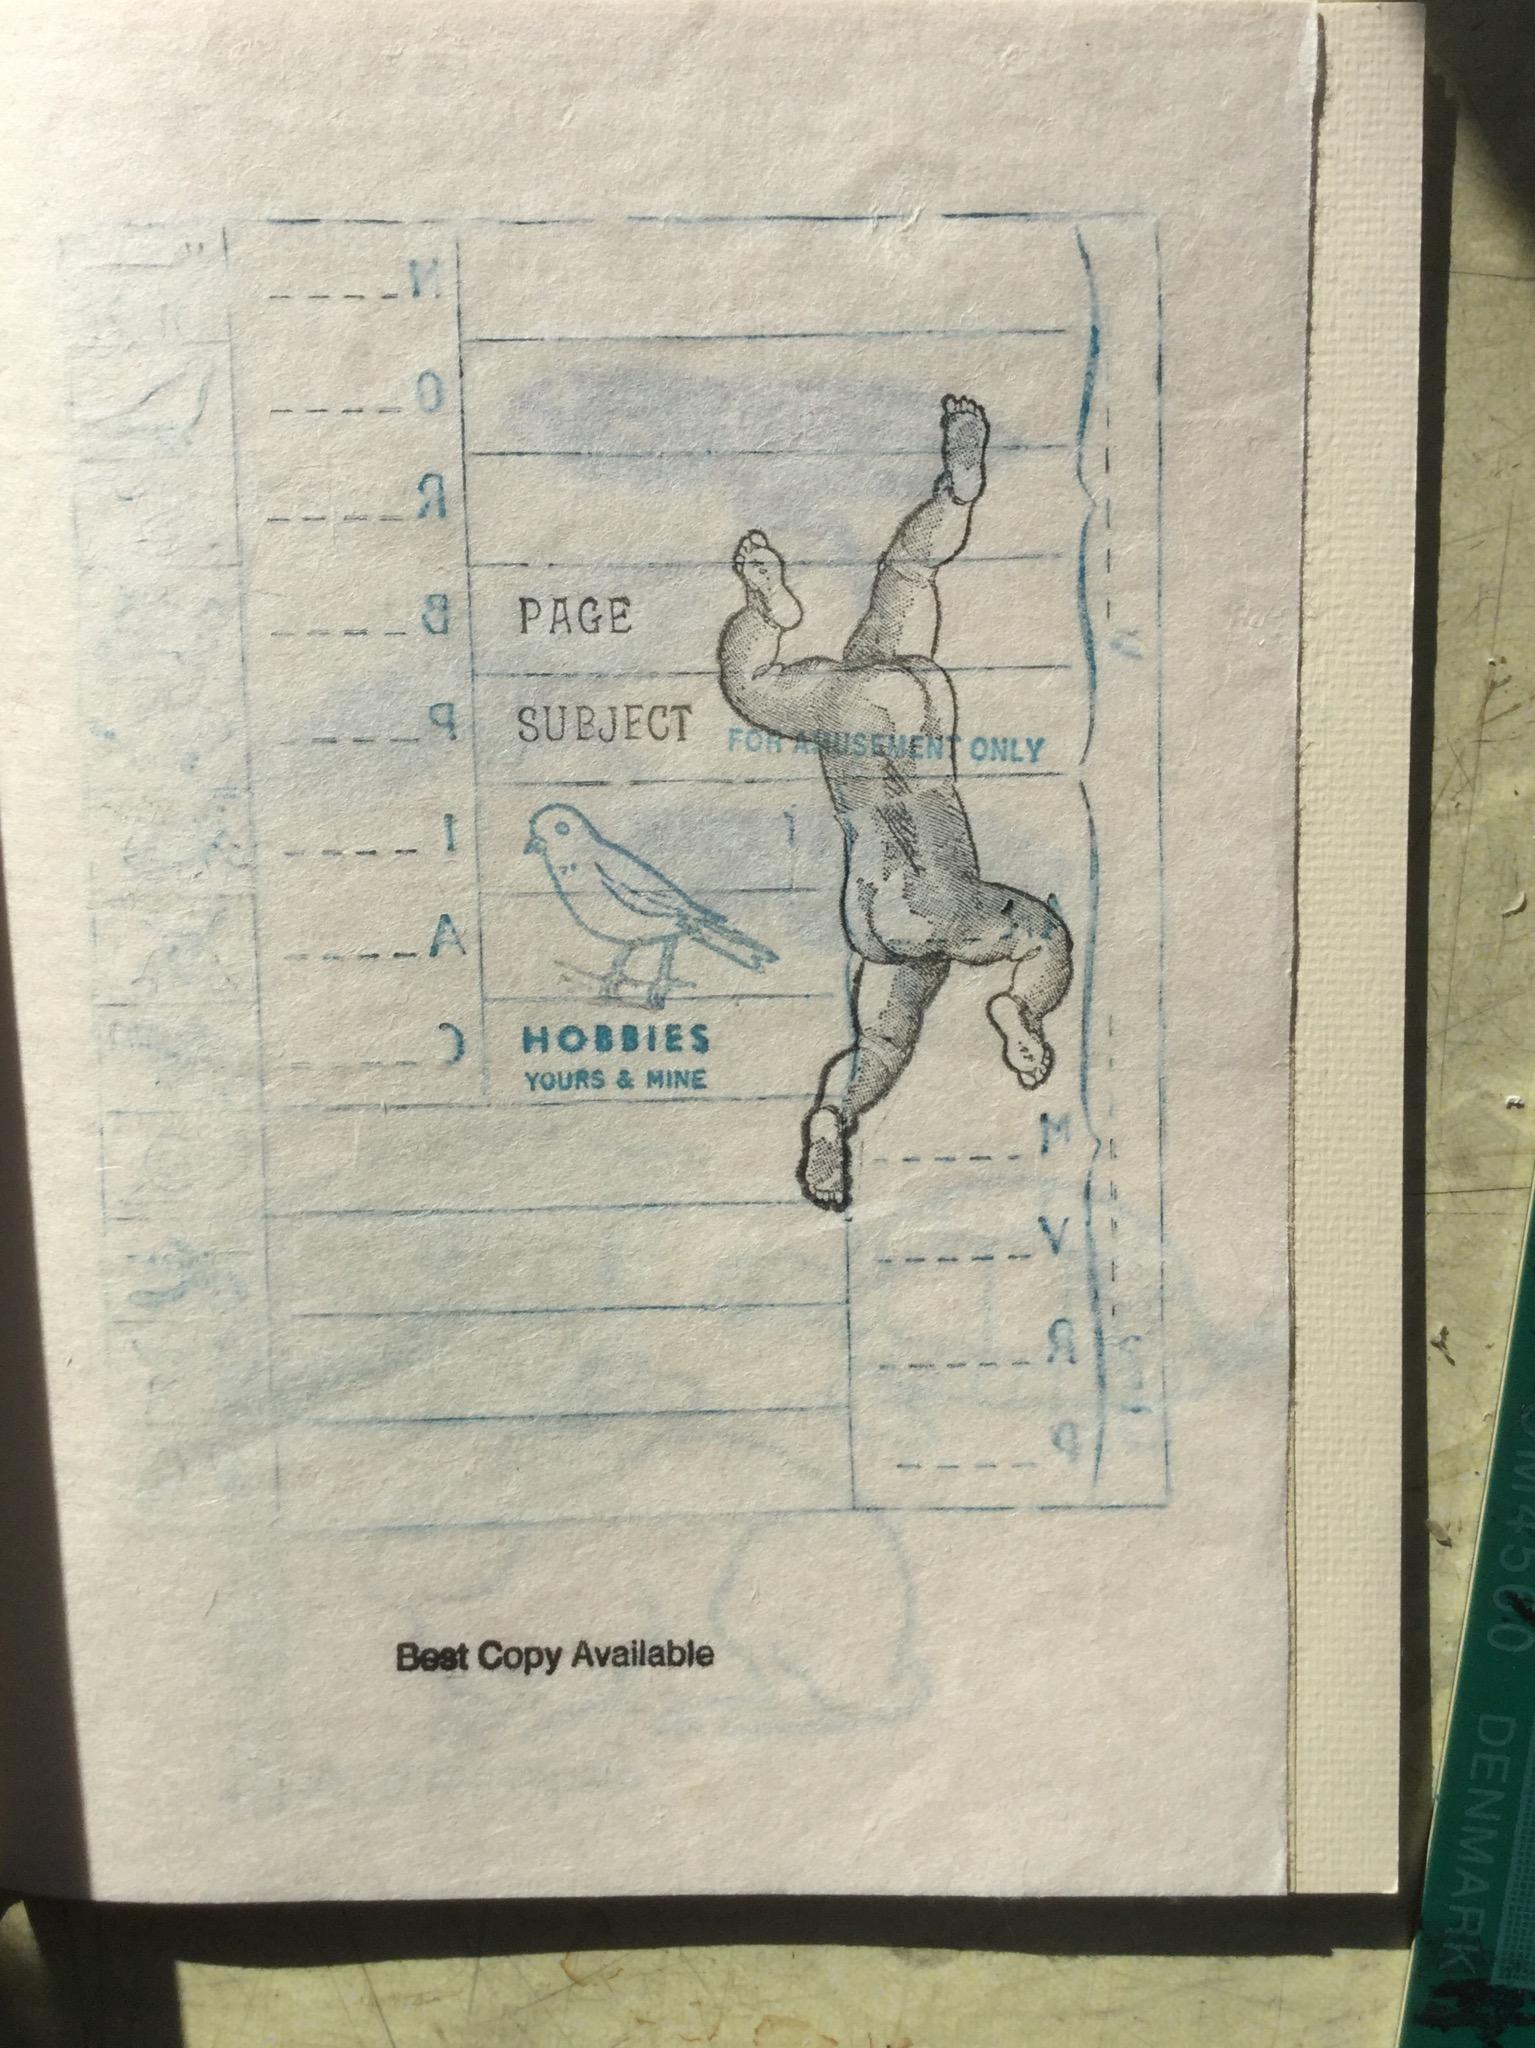 N
O
R
B
PAGE
P
SUBJECT
FOR AMUSEMENT ONLY
I
A
C
HOBBIES
YOURS & MINE
M
V
R
P
Best Copy Available
DENMARK